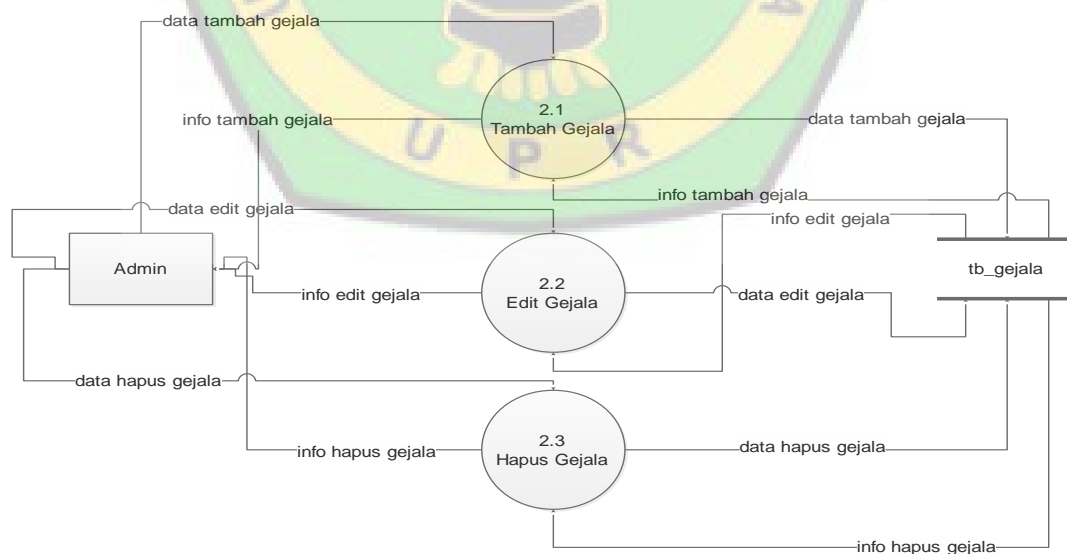 data tambah gejala
2.1
Tambah Gejala
info tambah gejala
data tambah gejala
U P R
info tambah gejala
data edit gejala
info edit gejala
Admin
2.2
Edit Gejala
tb_gejala
info edit gejala
data edit gejala
data hapus gejala
2.3
Hapus Gejala
info hapus gejala
data hapus gejala
info hapus gejala